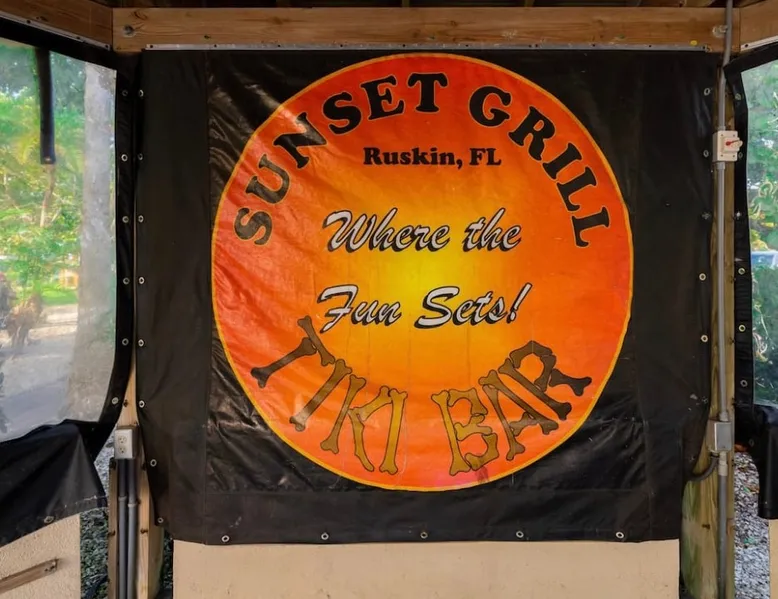 SUNSET GRILL
Ruskin, FL
Where the
Fun Sets!
TIKI BAR